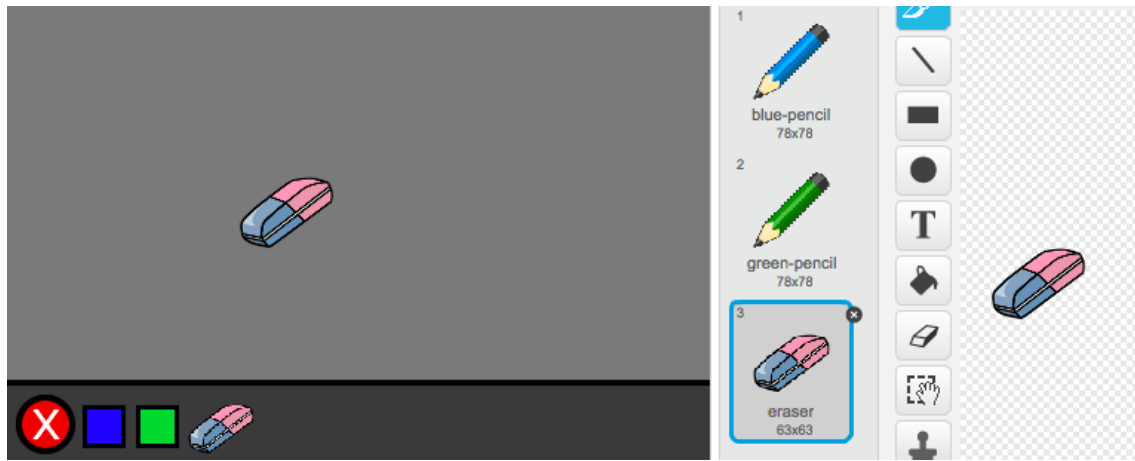 X
1
blue-pencil
78x78
2
green-pencil
78x78
3
eraser
63x63
T